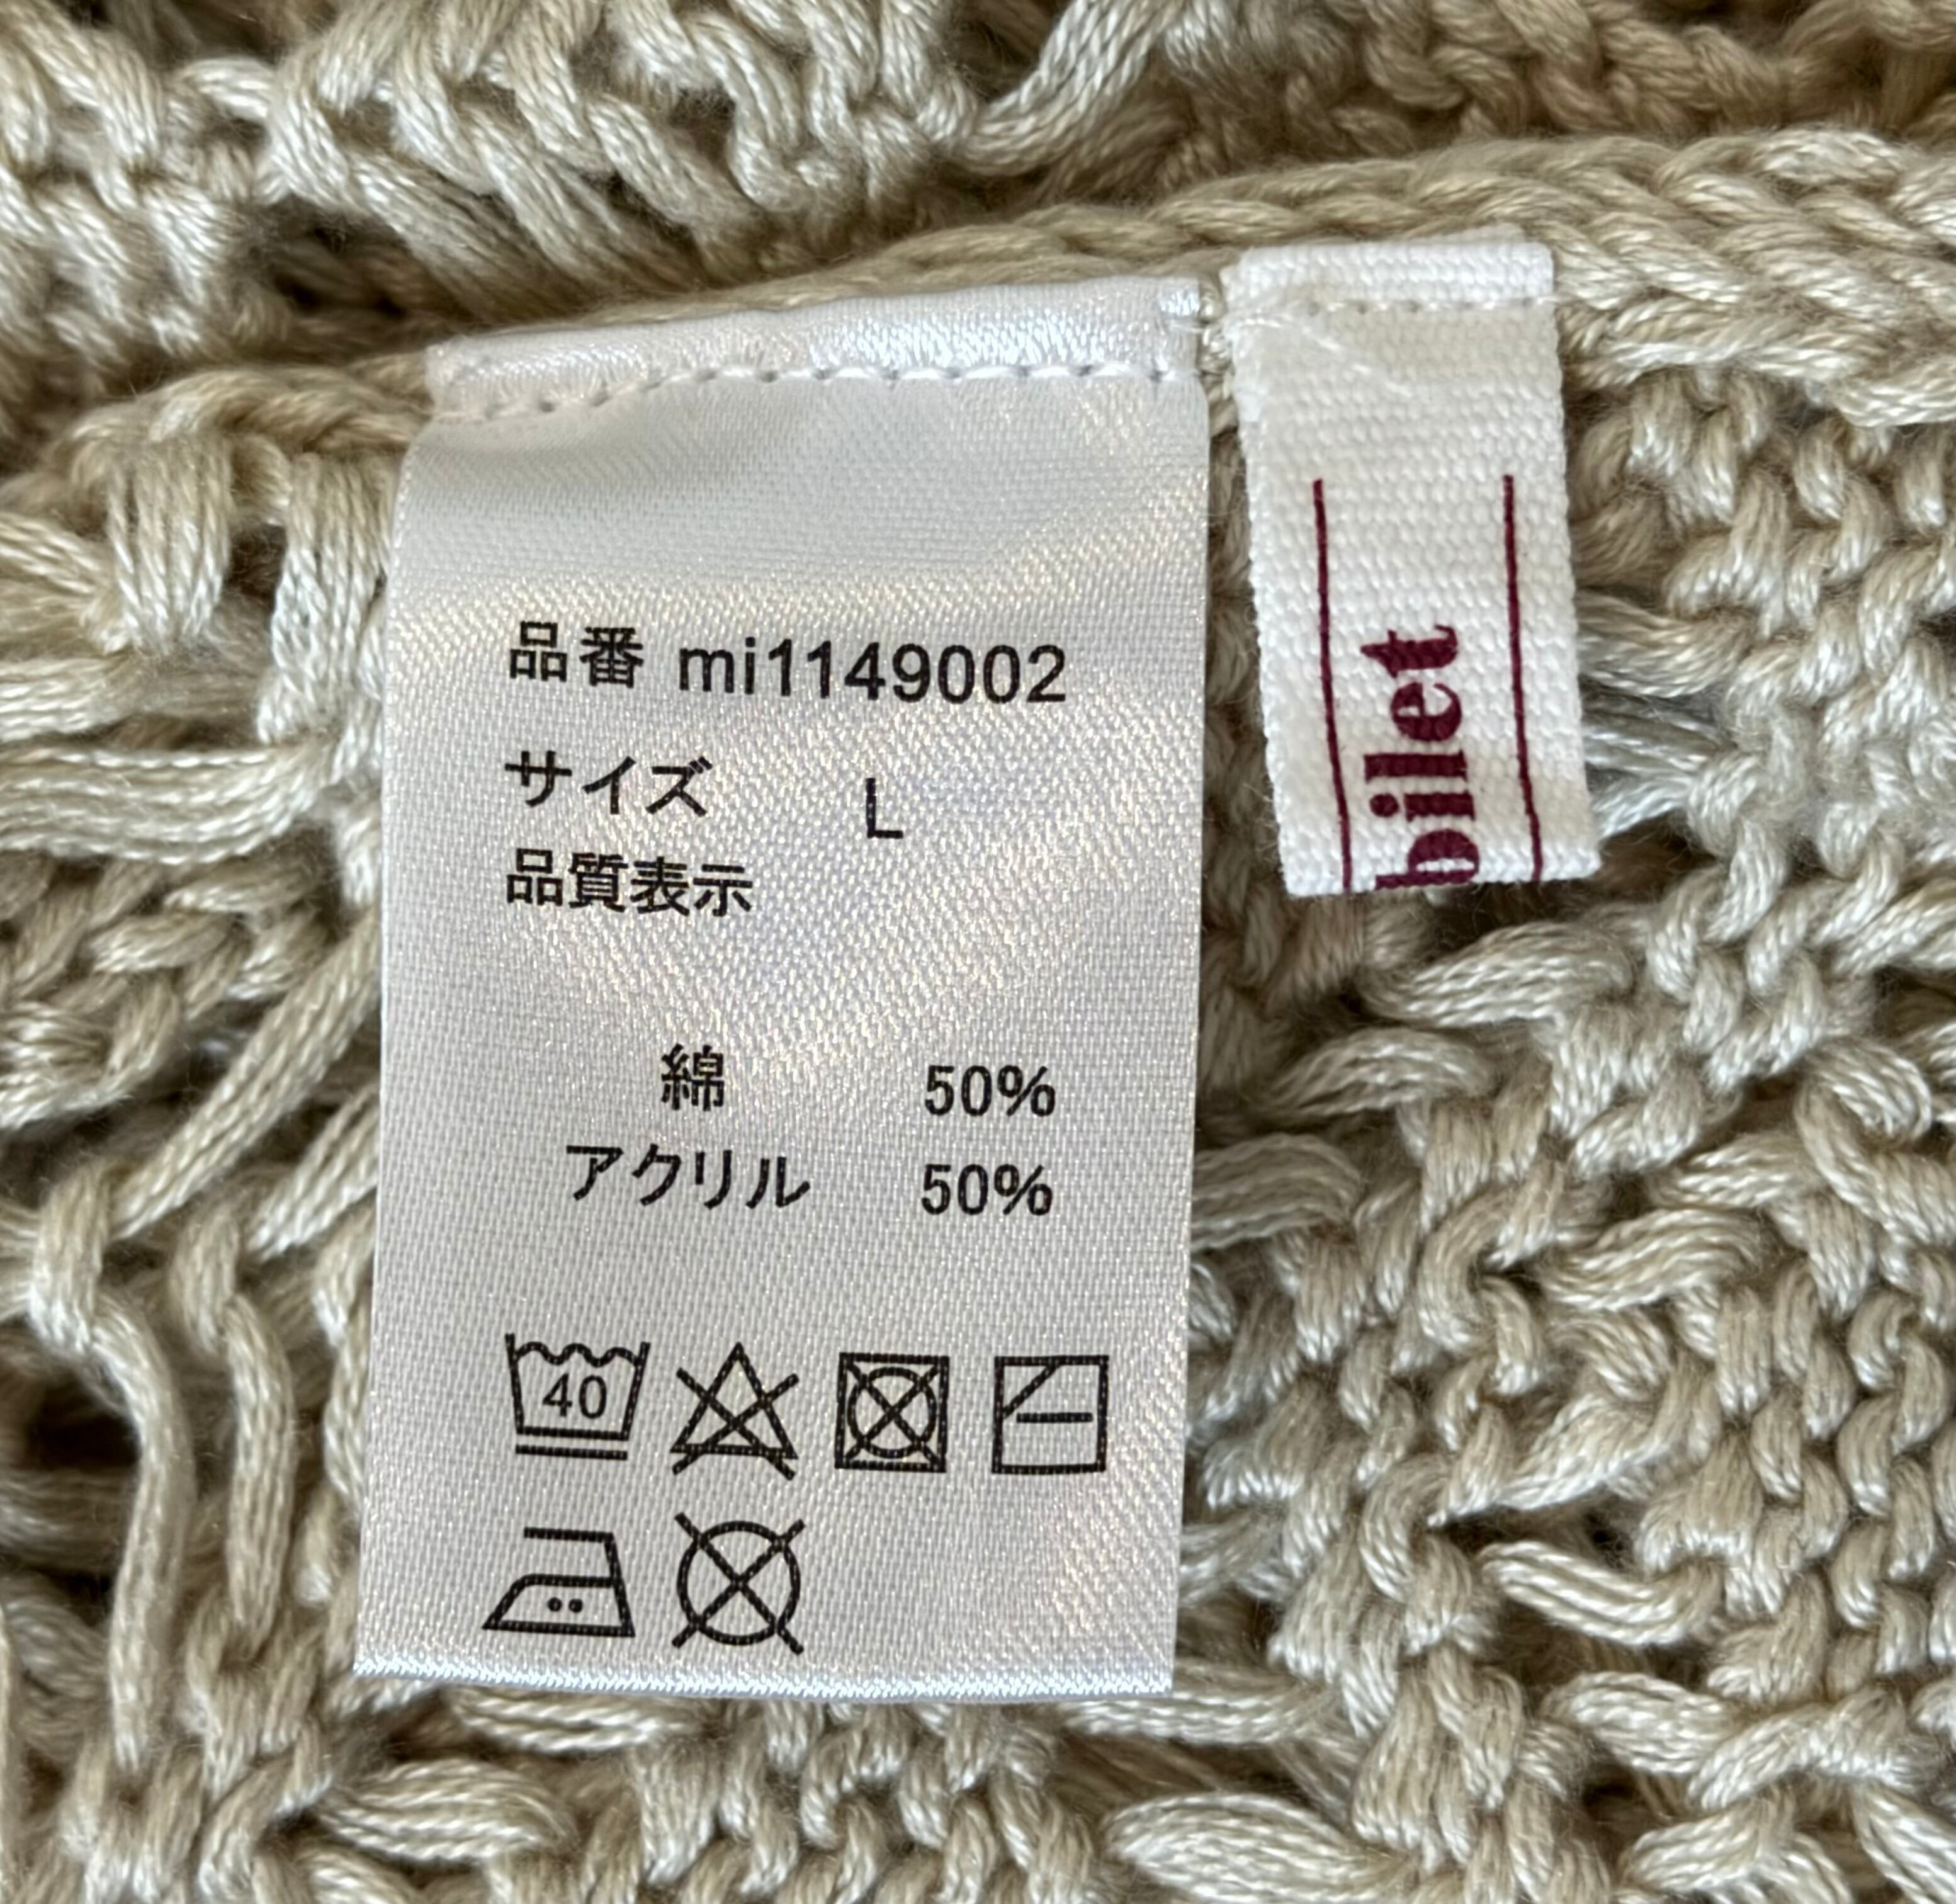 品番 mi1149002
サイズ L
品質表示
綿 50%
アクリル 50%
40
bilet